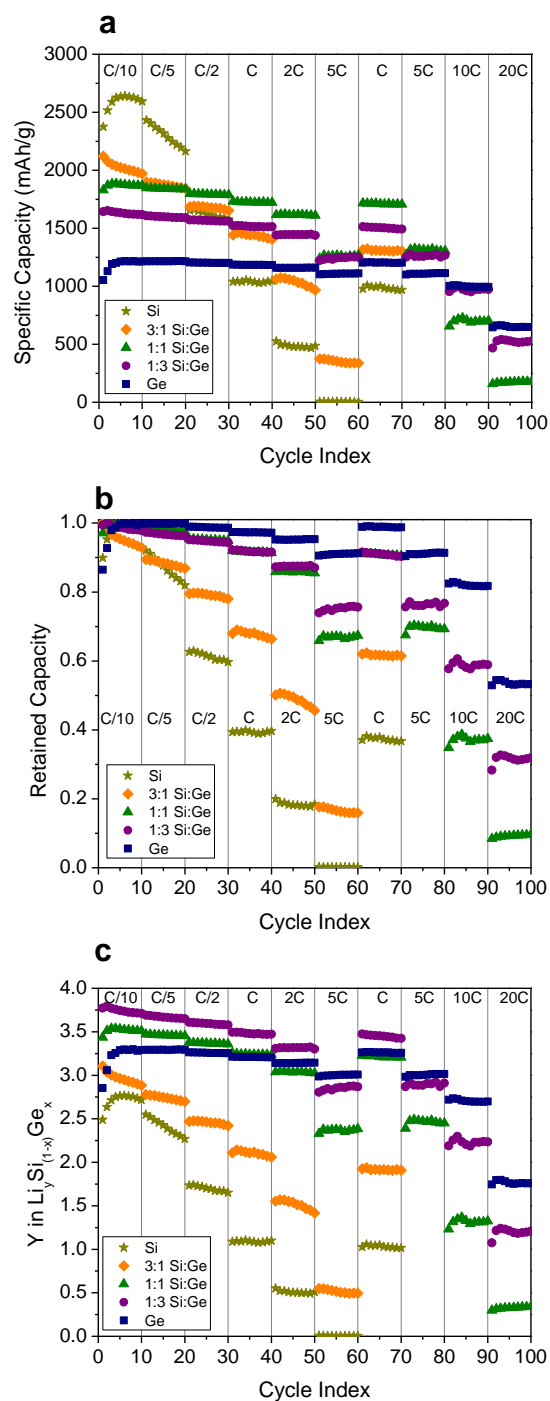 a
3000
2500
2000
1500
1000
500
0
Specific Capacity (mAh/g)
C/10 C/5 C/2 C 2C 5C C 5C 10C 20C
Si
3:1 Si:Ge
1:1 Si:Ge
1:3 Si:Ge
Ge
0 10 20 30 40 50 60 70 80 90 100
Cycle Index
b
1.0
0.8
0.6
0.4
0.2
0.0
Retained Capacity
C/10 C/5 C/2 C 2C 5C C 5C 10C 20C
Si
3:1 Si:Ge
1:1 Si:Ge
1:3 Si:Ge
Ge
0 10 20 30 40 50 60 70 80 90 100
Cycle Index
c
4.0
3.5
3.0
2.5
2.0
1.5
1.0
0.5
0.0
Y in LiySi(1-x)Gex
C/10 C/5 C/2 C 2C 5C C 5C 10C 20C
Si
3:1 Si:Ge
1:1 Si:Ge
1:3 Si:Ge
Ge
0 10 20 30 40 50 60 70 80 90 100
Cycle Index